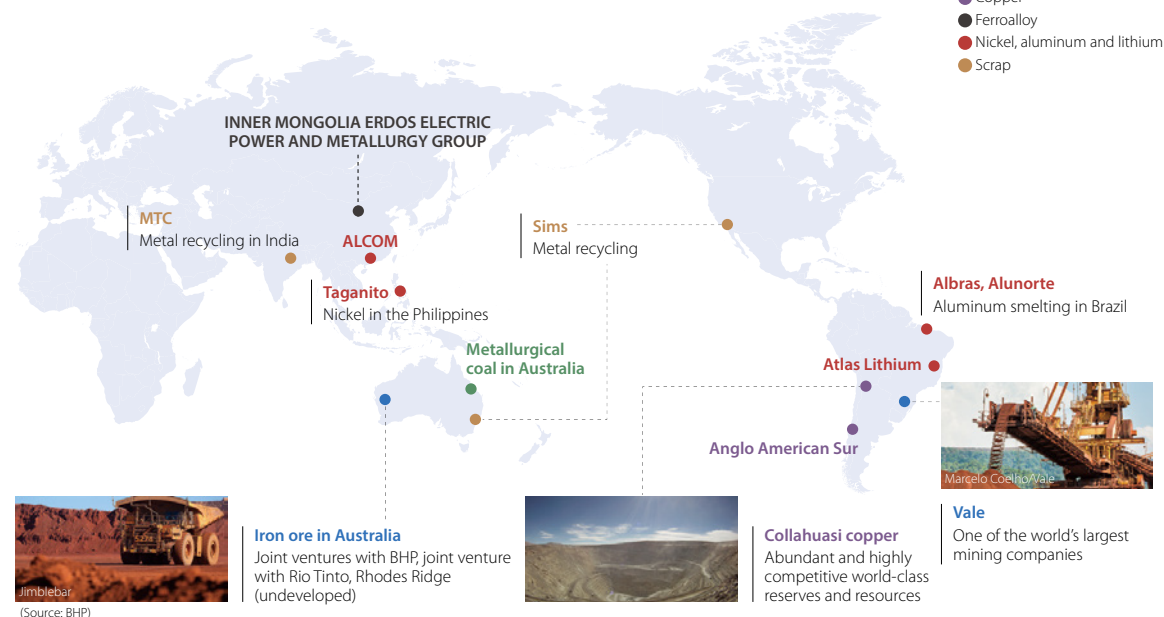 Copper
Ferroalloy
Nickel, aluminum and lithium
Scrap
INNER MONGOLIA ERDOS ELECTRIC
POWER AND METALLURGY GROUP
MTC
Metal recycling in India
ALCOM
Sims
Metal recycling
Taganito
Nickel in the Philippines
Albras, Alunorte
Aluminum smelting in Brazil
Metallurgical
coal in Australia
Atlas Lithium
Anglo American Sur
Marcelo Coelho/Vale
Vale
One of the world's largest
mining companies
Jimblebar
(Source: BHP)
Iron ore in Australia
Joint ventures with BHP, joint venture
with Rio Tinto, Rhodes Ridge
(undeveloped)
Collahuasi copper
Abundant and highly
competitive world-class
reserves and resources